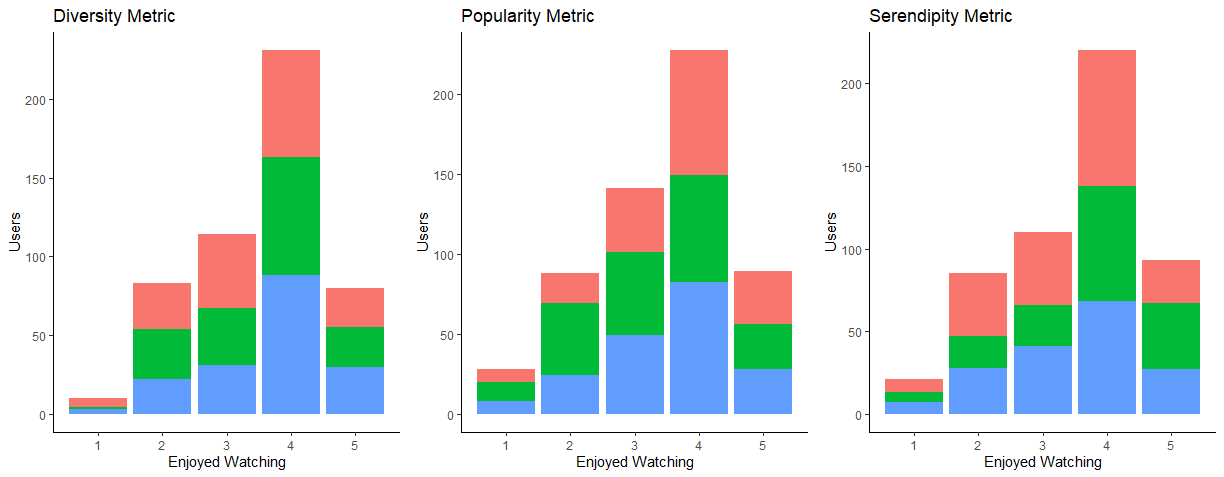 Diversity Metric
Users
200
150
100
50
0
1 2 3 4 5
Enjoyed Watching
Popularity Metric
Users
200
150
100
50
0
1 2 3 4 5
Enjoyed Watching
Serendipity Metric
Users
200
150
100
50
0
1 2 3 4 5
Enjoyed Watching